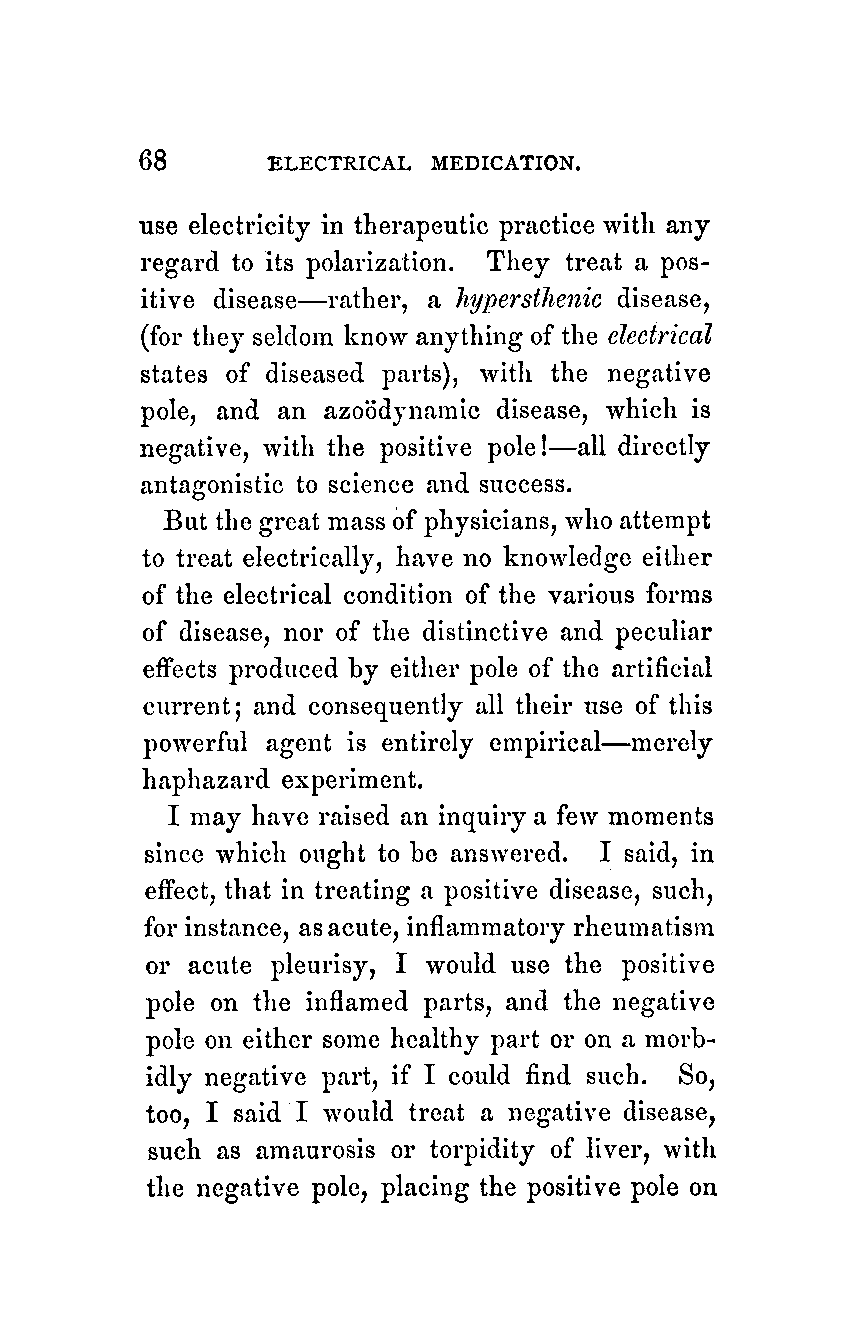 68 ELECTRICAL MEDICATION.
use electricity in therapeutic practice with any
regard to its polarization. They treat a pos-
itive disease—rather, a hypersthenic disease,
(for they seldom know anything of the electrical
states of diseased parts), with the negative
pole, and an azoödynamic disease, which is
negative, with the positive pole!—all directly
antagonistic to science and success.
But the great mass of physicians, who attempt
to treat electrically, have no knowledge either
of the electrical condition of the various forms
of disease, nor of the distinctive and peculiar
effects produced by either pole of the artificial
current; and consequently all their use of this
powerful agent is entirely empirical—merely
haphazard experiment.
I may have raised an inquiry a few moments
since which ought to be answered. I said, in
effect, that in treating a positive disease, such,
for instance, as acute, inflammatory rheumatism
or acute pleurisy, I would use the positive
pole on the inflamed parts, and the negative
pole on either some healthy part or on a morb-
idly negative part, if I could find such. So,
too, I said I would treat a negative disease,
such as amaurosis or torpidity of liver, with
the negative pole, placing the positive pole on